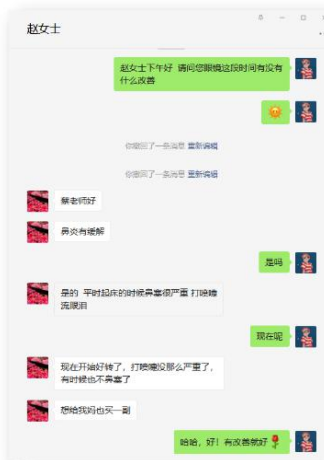 赵女士
赵女士下午好 请问您眼镜这段时间有没有
什么改善
你撤回了一条消息 重新编辑
你撤回了一条消息 重新编辑
蔡老师好
鼻炎有缓解
是吗
是的 平时起床的时候鼻塞很严重 打喷嚏
流眼泪
现在呢
现在开始好转了，打喷嚏没那么严重了，
有时候也不鼻塞了
想给我妈也买一副
哈哈，好！有改善就好